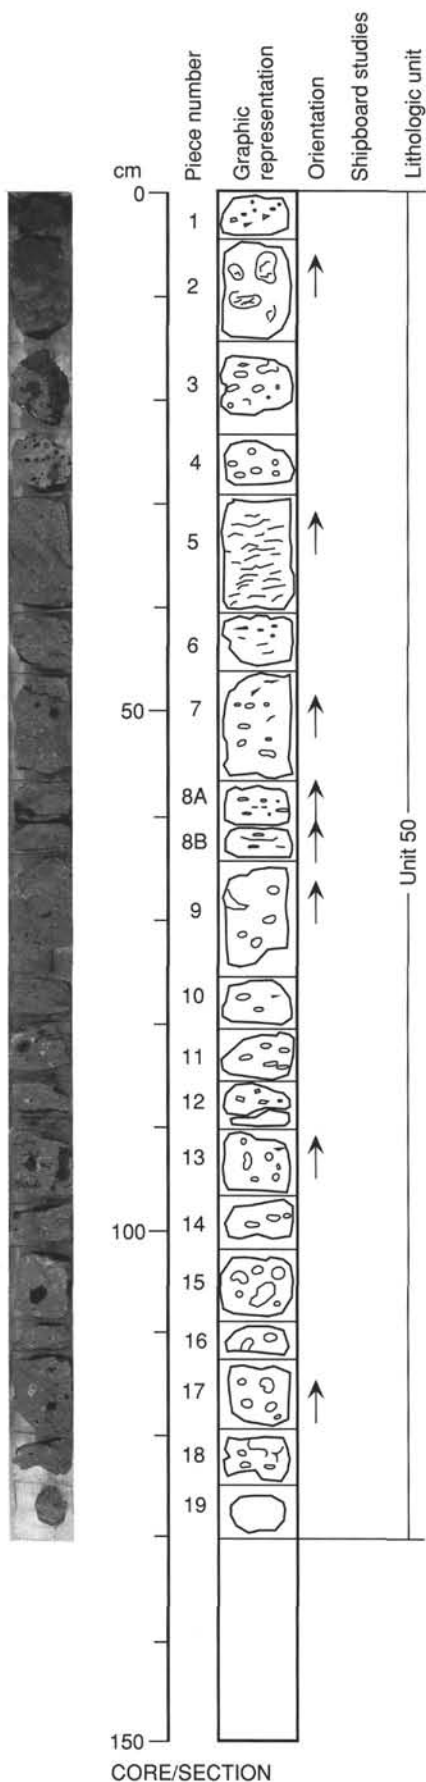 cm
Piece number
Graphic
representation
Orientation
Shipboard studies
Lithologic unit
0
1
2
3
4
5
6
50
7
8A
8B
9
Unit 50
10
11
12
13
14
100
15
16
17
18
19
150
CORE/SECTION